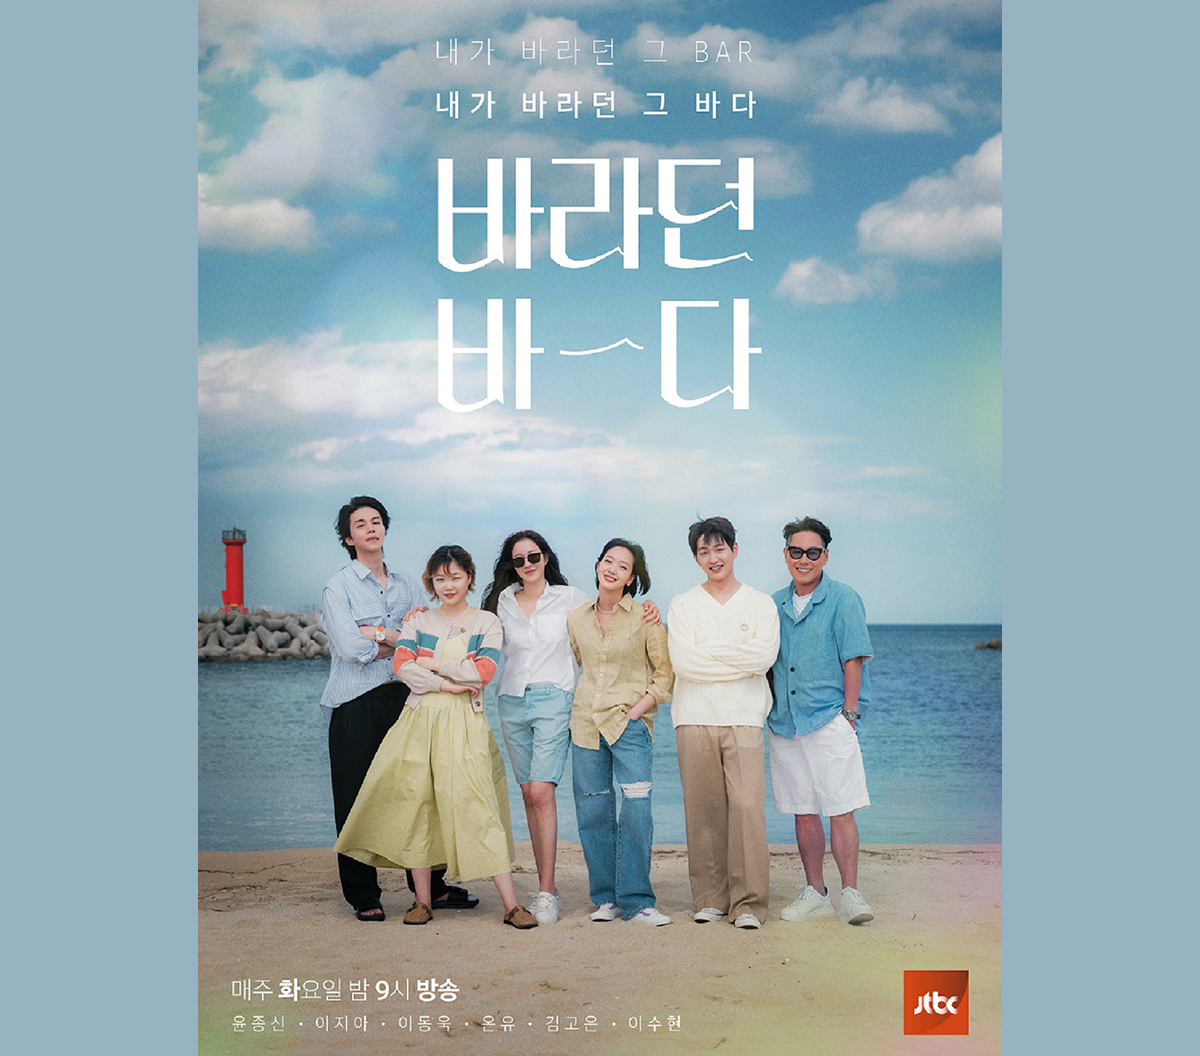 내가 바라던 그 BAR
내가 바라던 그 바다
바라던
바다
매주 화요일 밤 9시 방송
윤종신 · 이지아 · 이동욱 · 온유 · 김고은 · 이수현
jtbc